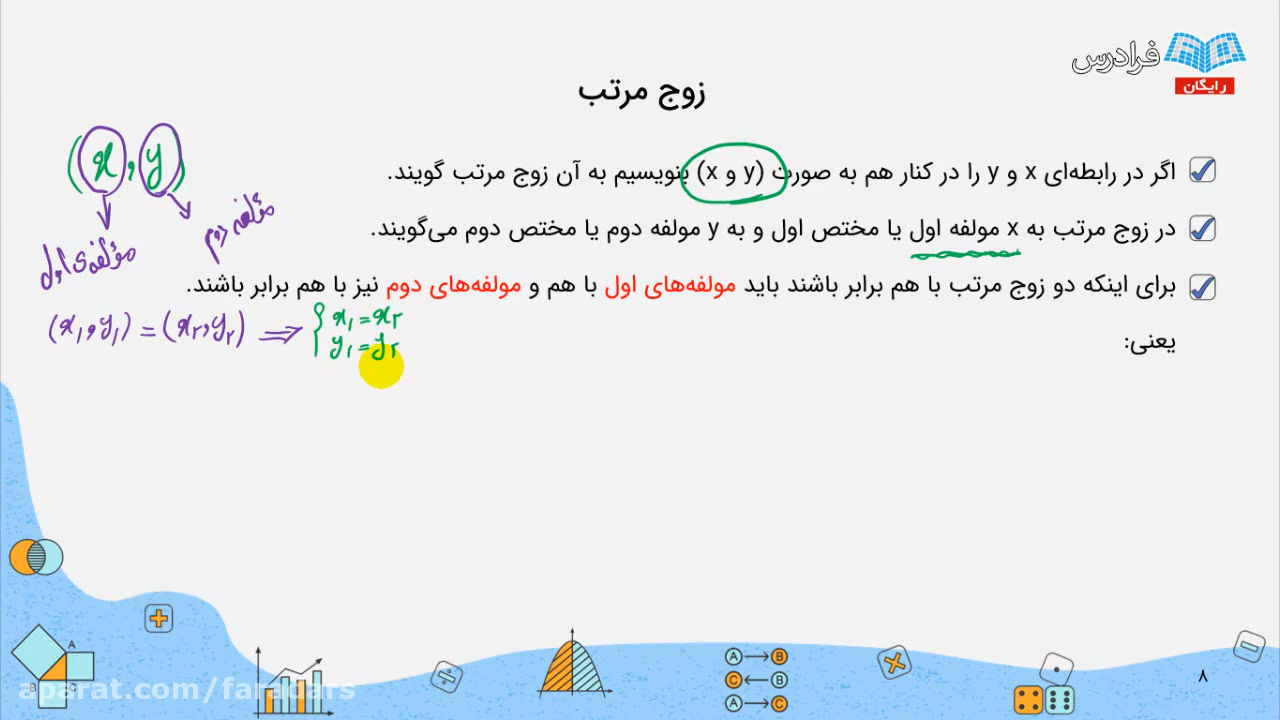 فرادرس
رایگان
زوج مرتب
(x , y)
مؤلفه‌ی اول
مؤلفه دوم
اگر در رابطه‌ای x و y را در کنار هم به صورت (x و y) بنویسیم به آن زوج مرتب گویند.
در زوج مرتب به x مولفه اول یا مختص اول و به y مولفه دوم یا مختص دوم می‌گویند.
برای اینکه دو زوج مرتب با هم برابر باشند باید مولفه‌های اول با هم و مولفه‌های دوم نیز با هم برابر باشند.
یعنی:
(x₁,y₁) = (x₂,y₂) ⇒ { x₁ = x₂
y₁ = y₂
A
B
A → B
C ← B
A → C
۸
aparat.com/faradars